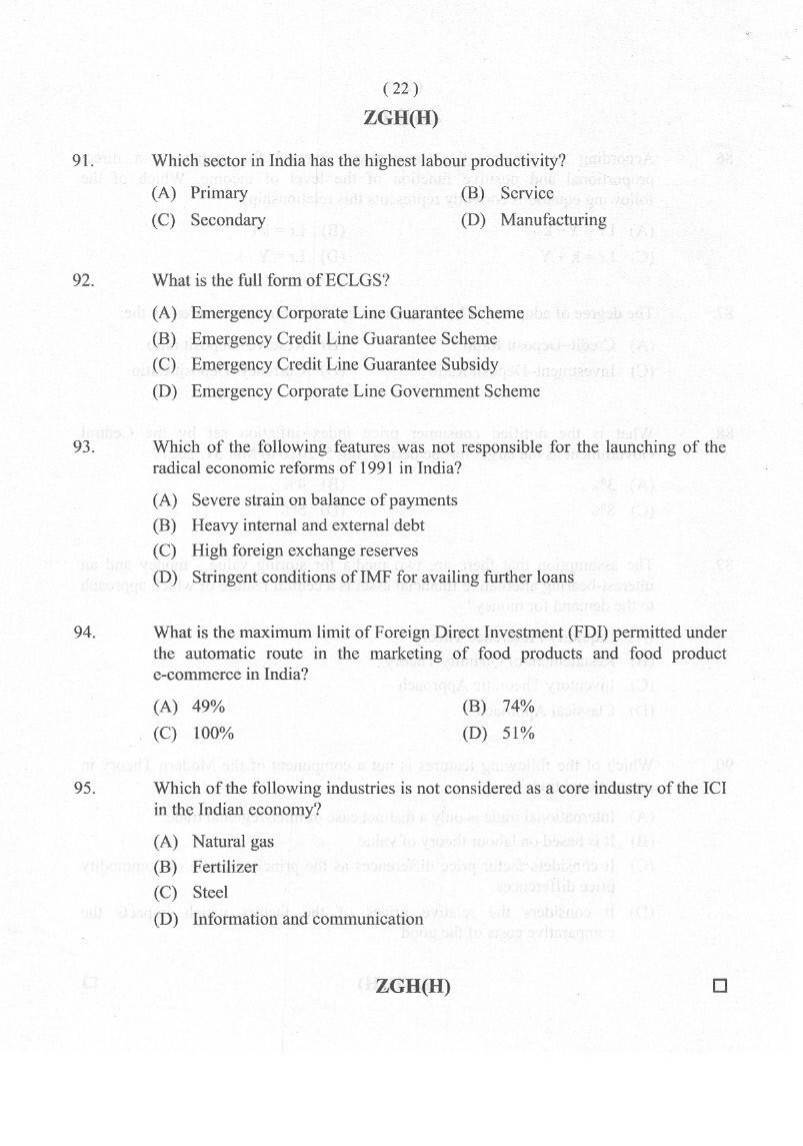 ( 22 )
ZGH(H)
91. Which sector in India has the highest labour productivity?
(A) Primary (B) Service
(C) Secondary (D) Manufacturing
92. What is the full form of ECLGS?
(A) Emergency Corporate Line Guarantee Scheme
(B) Emergency Credit Line Guarantee Scheme
(C) Emergency Credit Line Guarantee Subsidy
(D) Emergency Corporate Line Government Scheme
93. Which of the following features was not responsible for the launching of the
radical economic reforms of 1991 in India?
(A) Severe strain on balance of payments
(B) Heavy internal and external debt
(C) High foreign exchange reserves
(D) Stringent conditions of IMF for availing further loans
94. What is the maximum limit of Foreign Direct Investment (FDI) permitted under
the automatic route in the marketing of food products and food product
e-commerce in India?
(A) 49% (B) 74%
(C) 100% (D) 51%
95. Which of the following industries is not considered as a core industry of the ICI
in the Indian economy?
(A) Natural gas
(B) Fertilizer
(C) Steel
(D) Information and communication
ZGH(H)